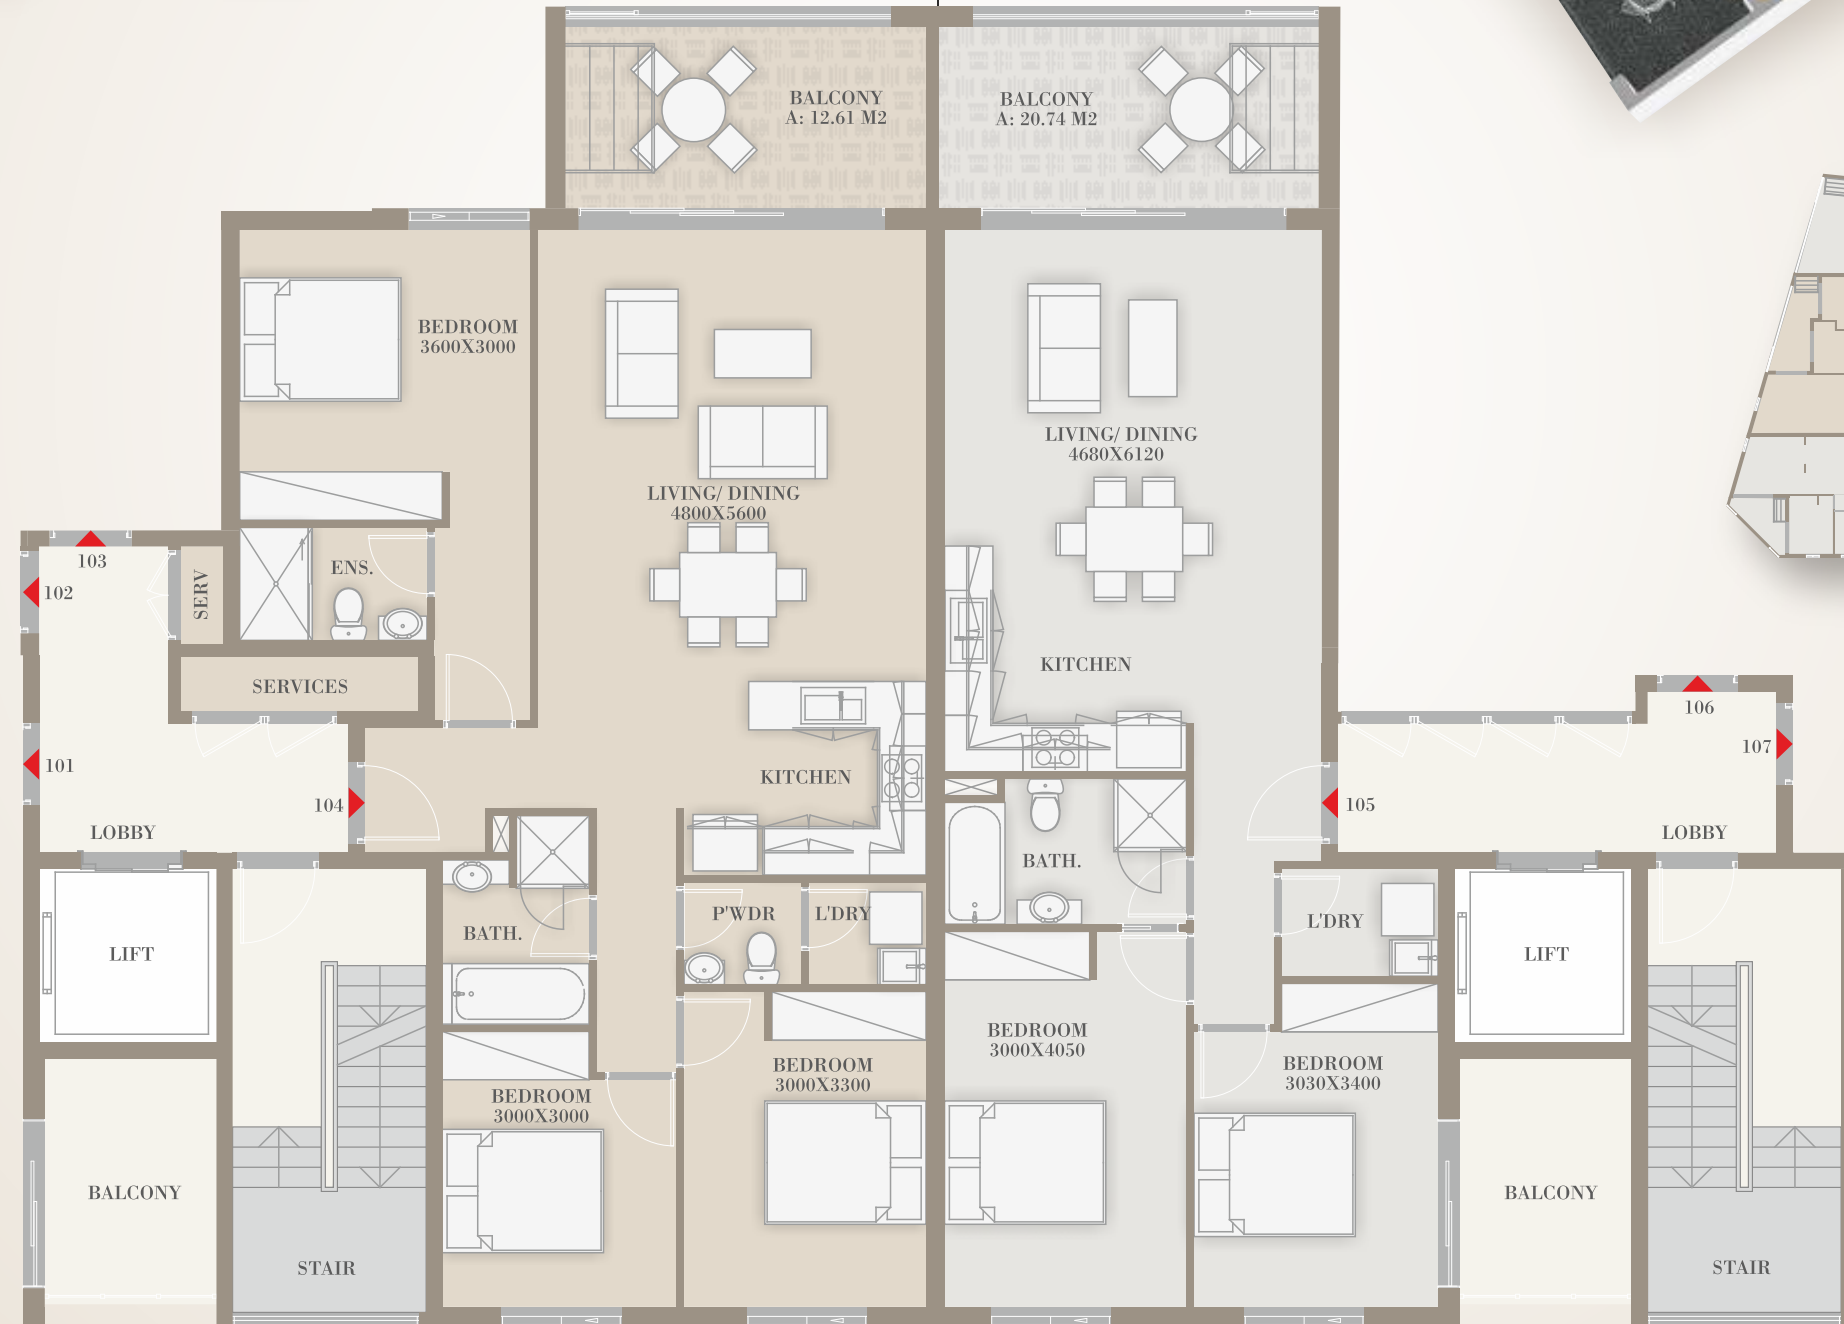 BALCONY
A: 12.61 M2
BALCONY
A: 20.74 M2
BEDROOM
3600X3000
LIVING/ DINING
4800X5600
LIVING/ DINING
4680X6120
103
102
SERV
ENS.
SERVICES
101
104
LOBBY
KITCHEN
KITCHEN
106
107
105
LOBBY
BATH.
P'WDR
L'DRY
BATH.
L'DRY
LIFT
LIFT
BEDROOM
3000X3000
BEDROOM
3000X3300
BEDROOM
3000X4050
BEDROOM
3030X3400
BALCONY
STAIR
BALCONY
STAIR